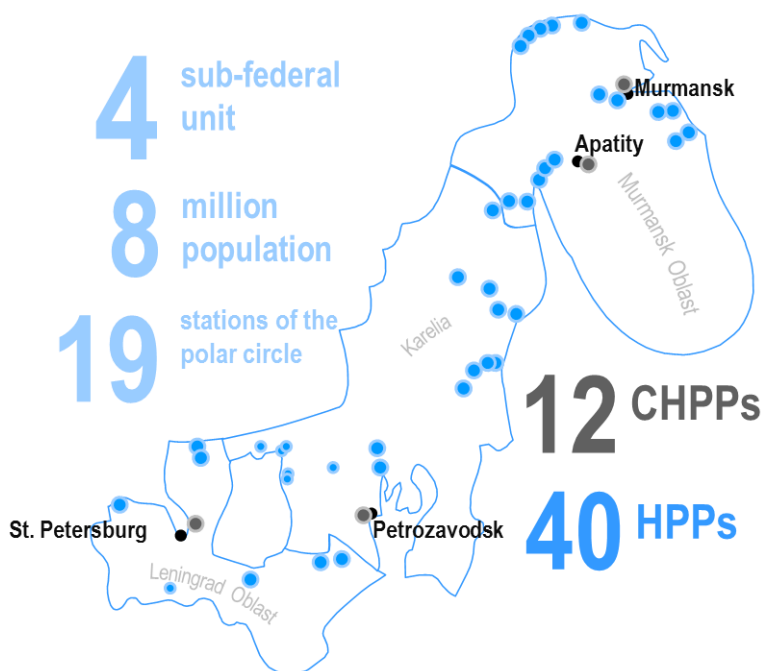 4
sub-federal
unit
8
million
population
19
stations of the
polar circle
Murmansk
Apatity
Murmansk Oblast
Karelia
12 CHPPs
40 HPPs
St. Petersburg
Petrozavodsk
Leningrad Oblast